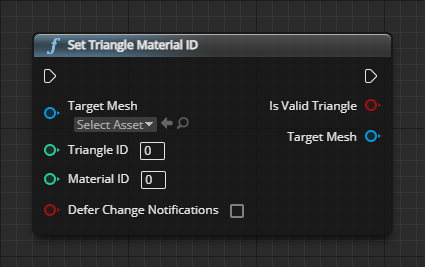 Set Triangle Material ID
Target Mesh
Select Asset
Is Valid Triangle
Target Mesh
Triangle ID 0
Material ID 0
Defer Change Notifications